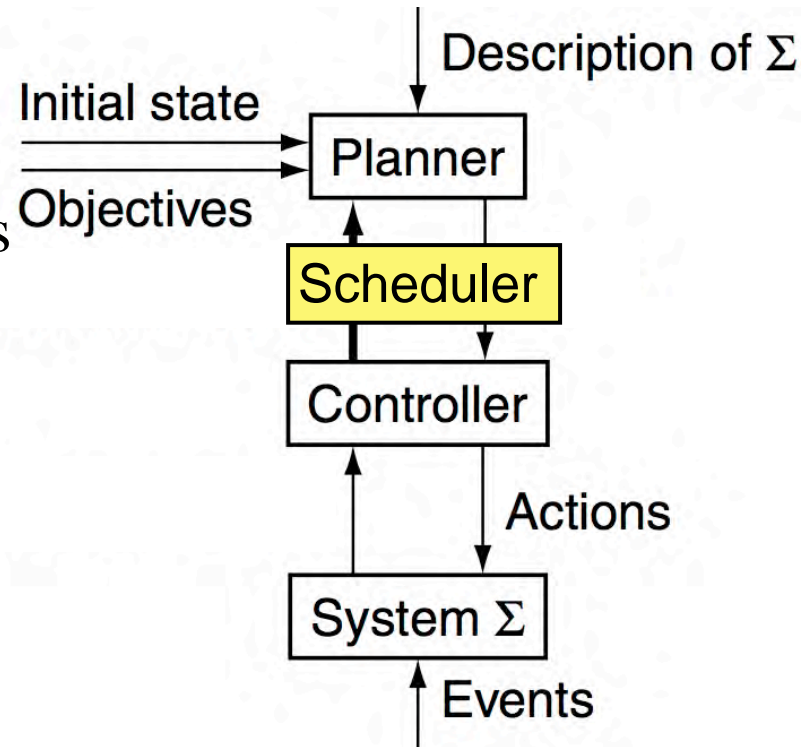 Description of Σ
Initial state
Planner
Objectives
s
Scheduler
Controller
Actions
System Σ
Events